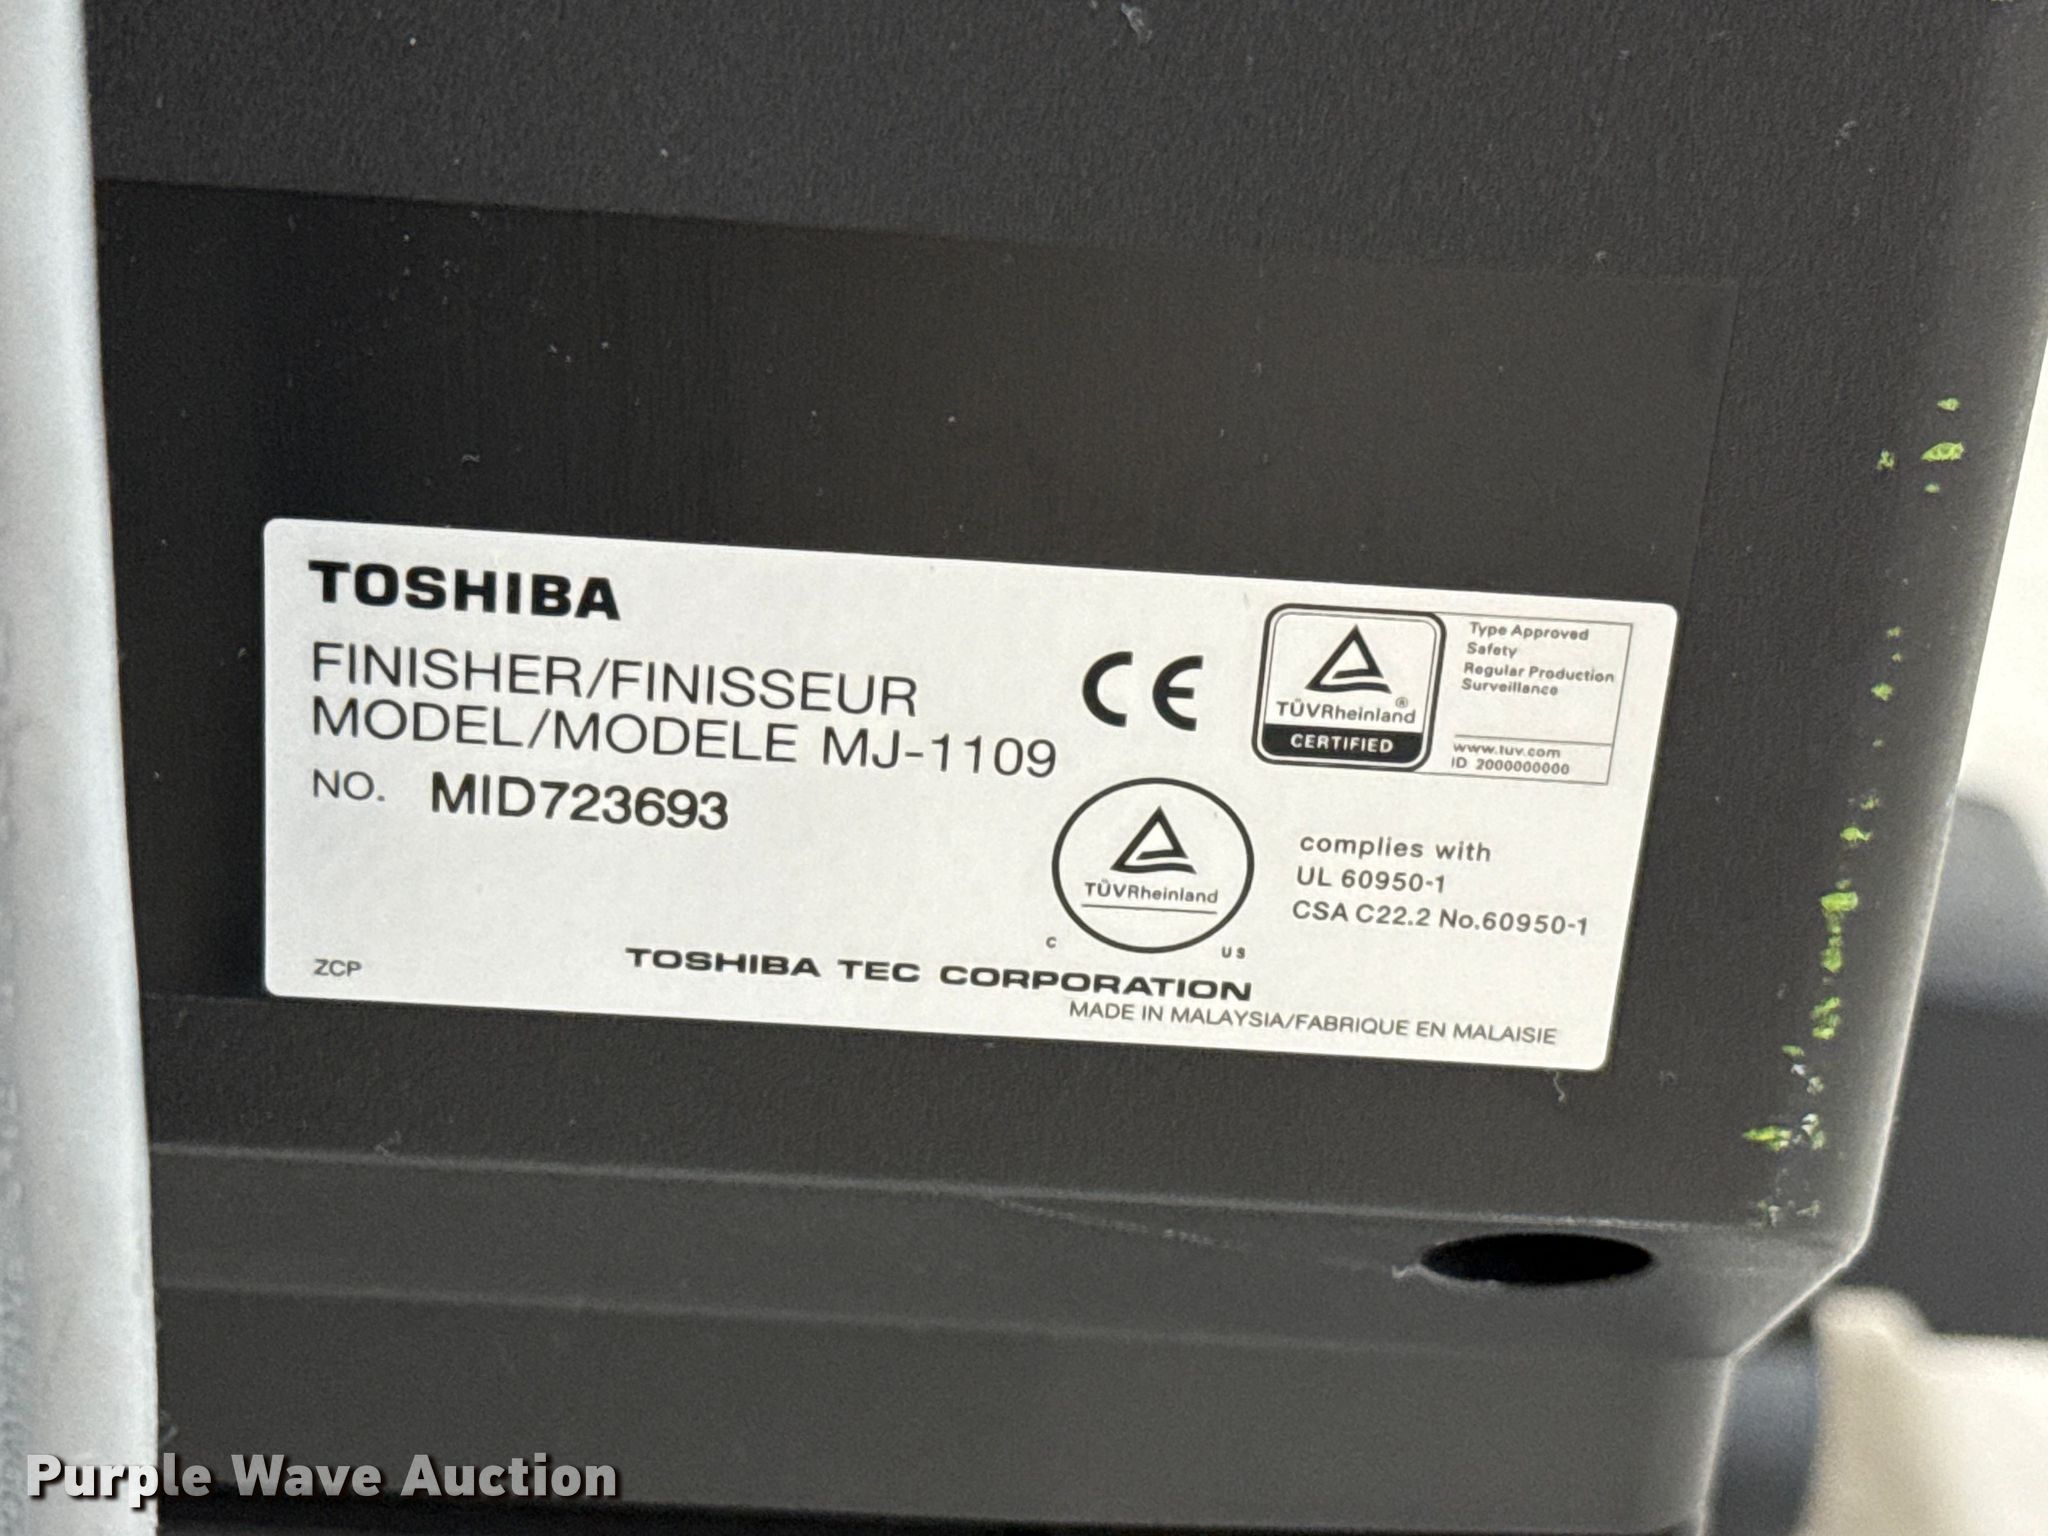 TOSHIBA
FINISHER/FINISSEUR
MODEL/MODELE MJ-1109
NO. MID723693
CE
TÜVRheinland®
CERTIFIED
Type Approved
Safety
Regular Production
Surveillance
www.tuv.com
ID 2000000000
TÜVRheinland
C US
complies with
UL 60950-1
CSA C22.2 No.60950-1
ZCP
TOSHIBA TEC CORPORATION
MADE IN MALAYSIA/FABRIQUE EN MALAISIE
Purple Wave Auction